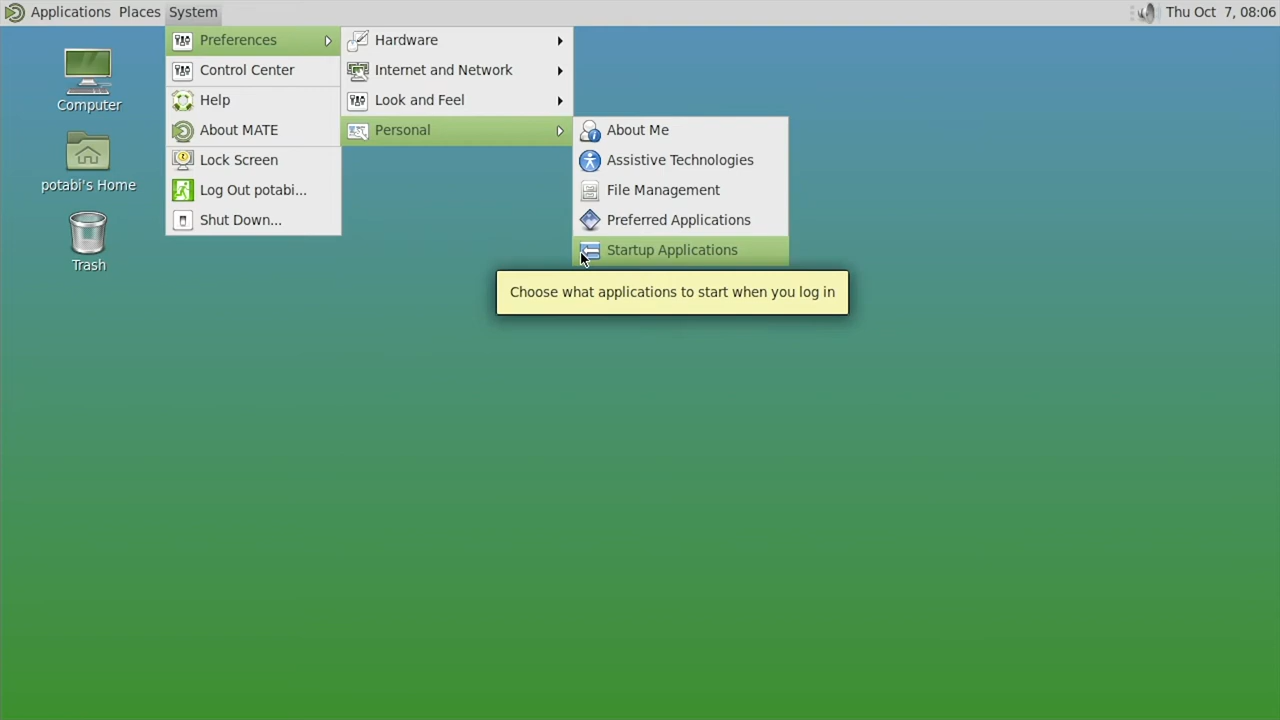 Applications Places System
Thu Oct  7, 08:06
Computer
potabi's Home
Trash
Preferences
Control Center
Help
About MATE
Lock Screen
Log Out potabi...
Shut Down...
Hardware
Internet and Network
Look and Feel
Personal
About Me
Assistive Technologies
File Management
Preferred Applications
Startup Applications
Choose what applications to start when you log in